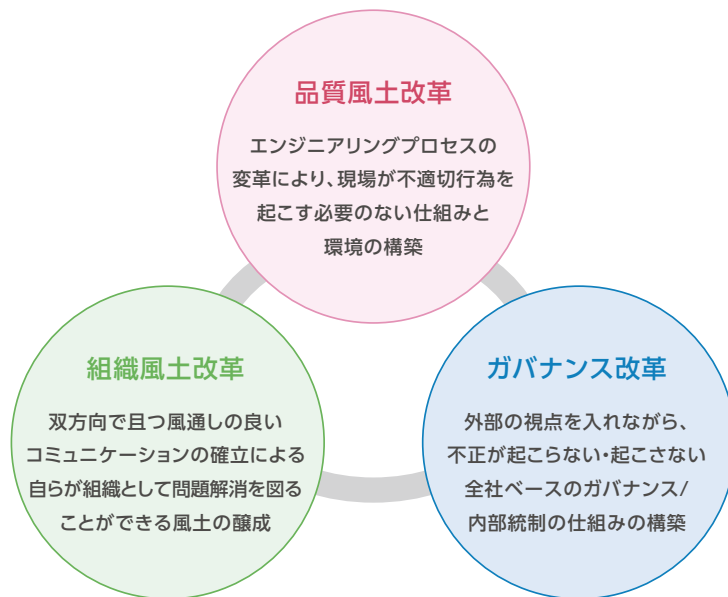 品質風土改革
エンジニアリングプロセスの
変革により、現場が不適切行為を
起こす必要のない仕組みと
環境の構築
組織風土改革
双方向で且つ風通しの良い
コミュニケーションの確立による
自らが組織として問題解消を図る
ことができる風土の醸成
ガバナンス改革
外部の視点を入れながら、
不正が起こらない・起こさない
全社ベースのガバナンス/
内部統制の仕組みの構築